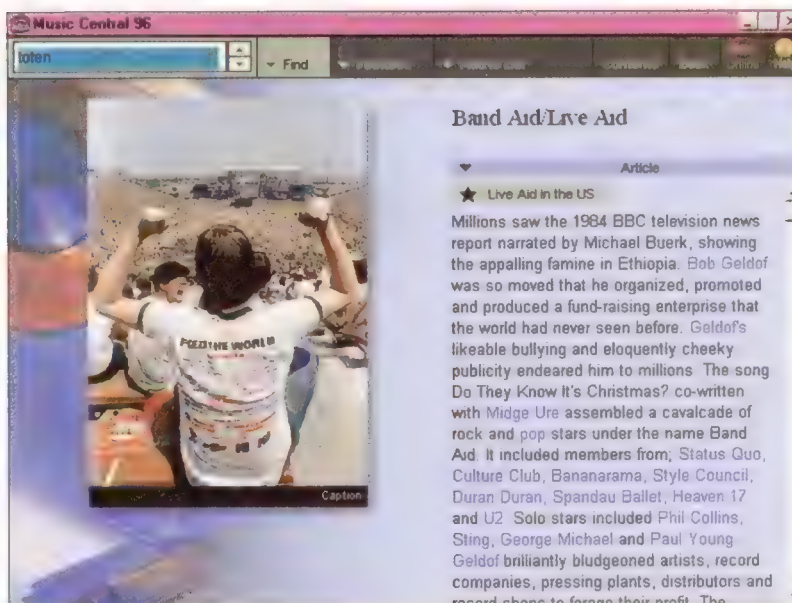 Music Central 96
toten
Find
Band Aid/Live Aid
Article
Live Aid in the US
Millions saw the 1984 BBC television news
report narrated by Michael Buerk, showing
the appalling famine in Ethiopia. Bob Geldof
was so moved that he organized, promoted
and produced a fund-raising enterprise that
the world had never seen before. Geldof's
likeable bullying and eloquently cheeky
publicity endeared him to millions. The song
Do They Know It's Christmas? co-written
with Midge Ure assembled a cavalcade of
rock and pop stars under the name Band
Aid. It included members from; Status Quo,
Culture Club, Bananarama, Style Council,
Duran Duran, Spandau Ballet, Heaven 17
and U2 Solo stars included Phil Collins,
Sting, George Michael and Paul Young
Geldof brilliantly bludgeoned artists, record
companies, pressing plants, distributors and
record shops to forego their profit. The
FEED THE WORLD
Caption